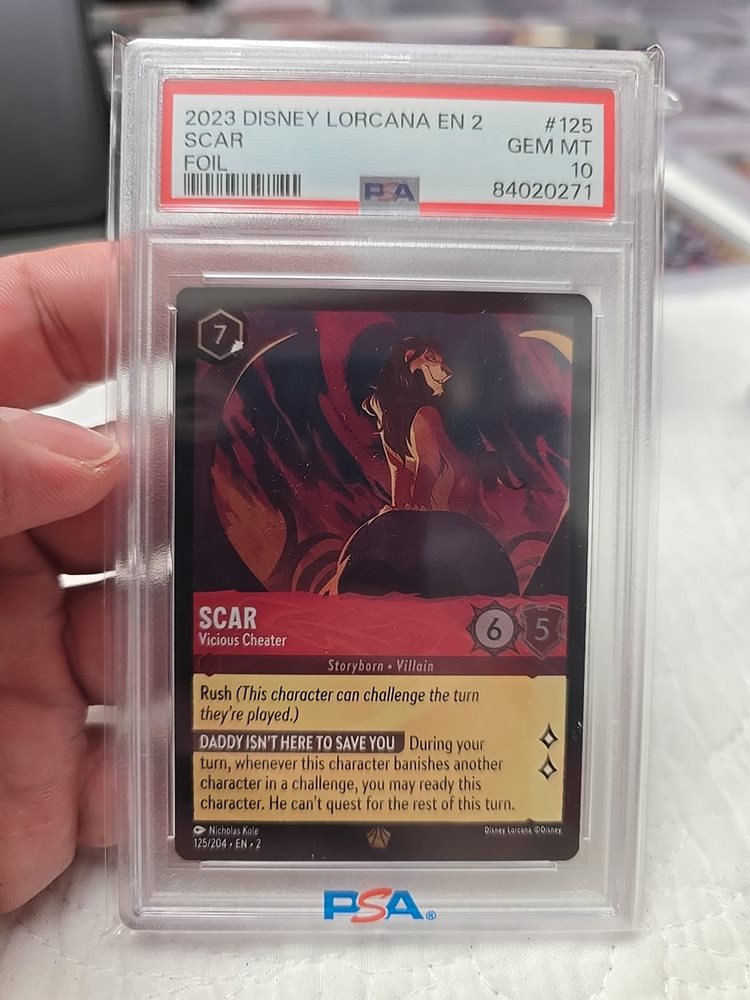 2023 DISNEY LORCANA EN 2 #125
SCAR GEM MT
FOIL 10
PSA 84020271
7
SCAR
Vicious Cheater
6 5
Storyborn • Villain
Rush (This character can challenge the turn
they're played.)
DADDY ISN'T HERE TO SAVE YOU During your
turn, whenever this character banishes another
character in a challenge, you may ready this
character. He can't quest for the rest of this turn.
Nicholas Kole Disney Lorcana ©Disney
125/204 • EN • 2
PSA®